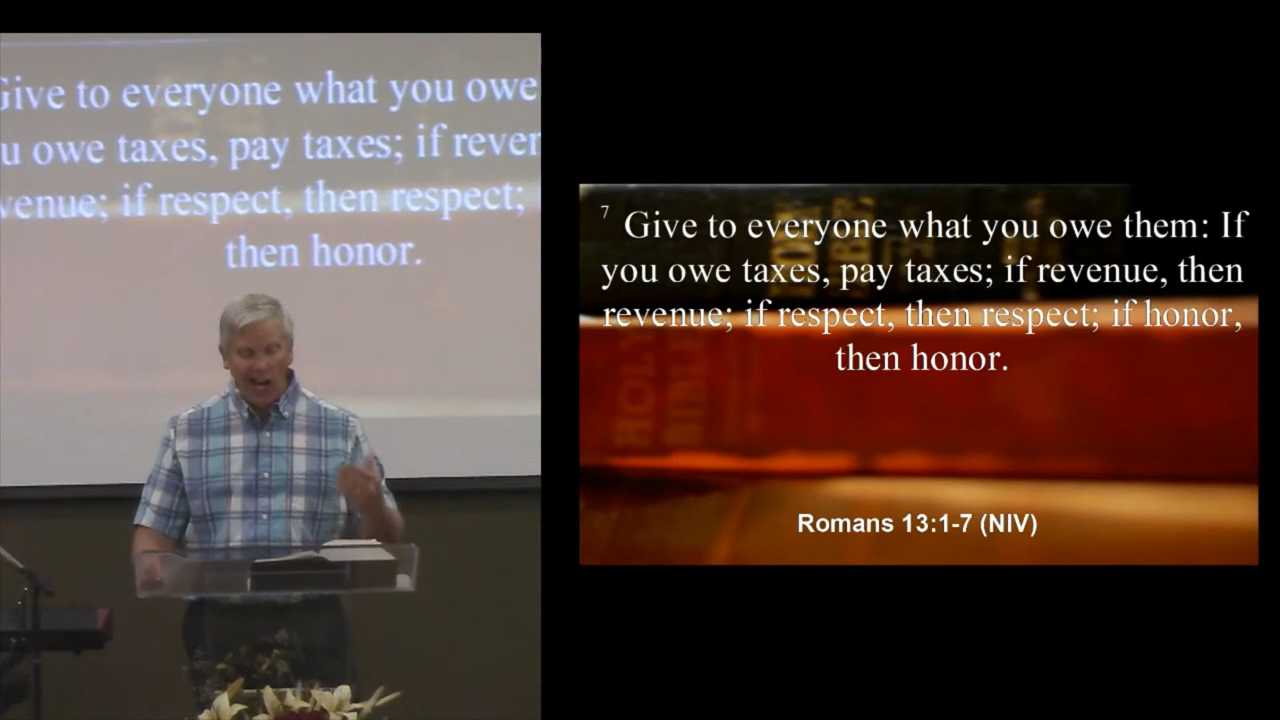 Give to everyone what you owe
u owe taxes, pay taxes; if rever
venue; if respect, then respect;
then honor.
7 Give to everyone what you owe them: If
you owe taxes, pay taxes; if revenue, then
revenue; if respect, then respect; if honor,
then honor.
HOLY
BIBLE
Romans 13:1-7 (NIV)